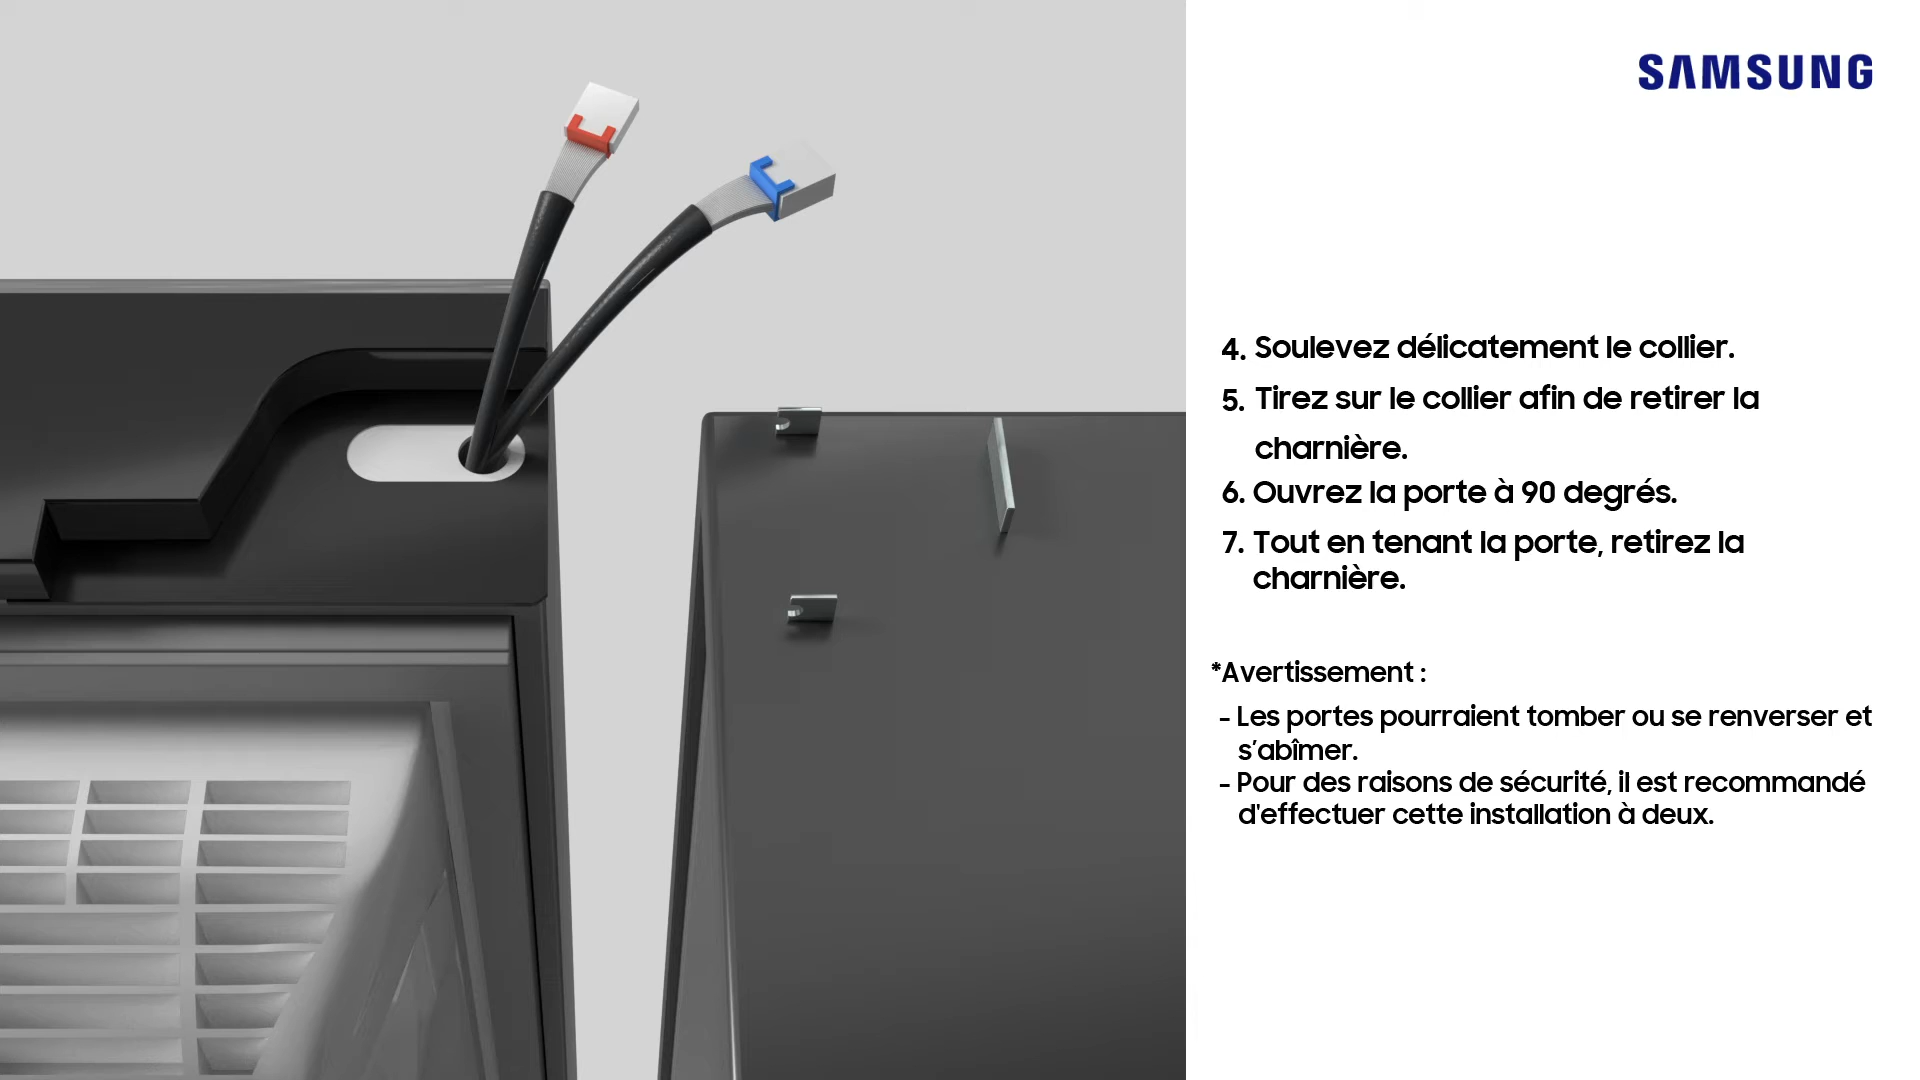 SAMSUNG
4. Soulevez délicatement le collier.
5. Tirez sur le collier afin de retirer la
charnière.
6. Ouvrez la porte à 90 degrés.
7. Tout en tenant la porte, retirez la
charnière.
*Avertissement :
- Les portes pourraient tomber ou se renverser et
s'abîmer.
- Pour des raisons de sécurité, il est recommandé
d'effectuer cette installation à deux.